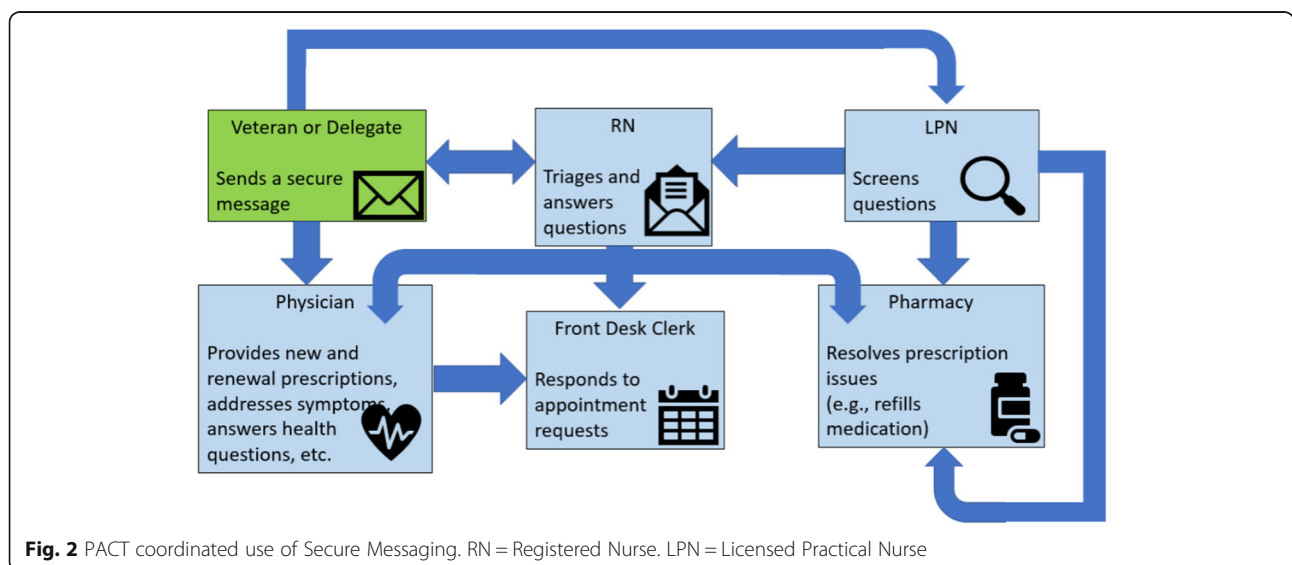 Veteran or Delegate
Sends a secure
message
RN
Triages and
answers
questions
LPN
Screens
questions
Physician
Provides new and
renewal prescriptions,
addresses symptoms,
answers health
questions, etc.
Front Desk Clerk
Responds to
appointment
requests
Pharmacy
Resolves prescription
issues
(e.g., refills
medication)
Fig. 2 PACT coordinated use of Secure Messaging. RN = Registered Nurse. LPN = Licensed Practical Nurse